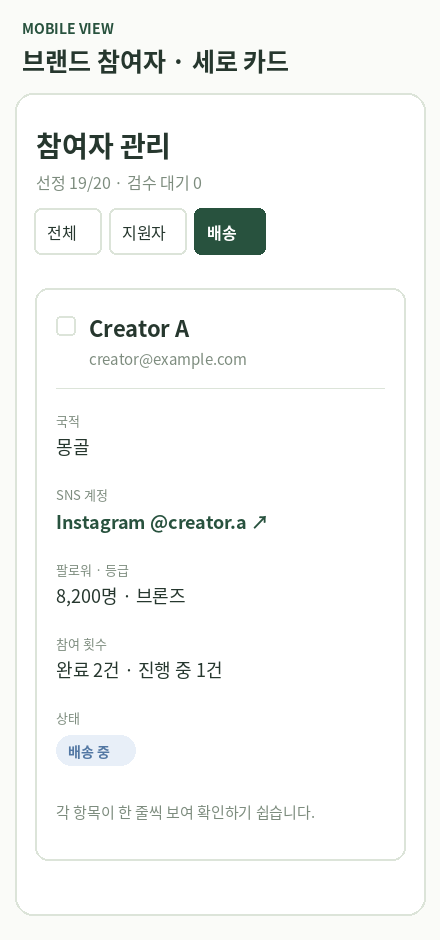 MOBILE VIEW
브랜드 참여자 · 세로 카드
참여자 관리
선정 19/20 · 검수 대기 0
전체 지원자 배송
Creator A
creator@example.com
국적
몽골
SNS 계정
Instagram @creator.a ↗
팔로워 · 등급
8,200명 · 브론즈
참여 횟수
완료 2건 · 진행 중 1건
상태
배송 중
각 항목이 한 줄씩 보여 확인하기 쉽습니다.